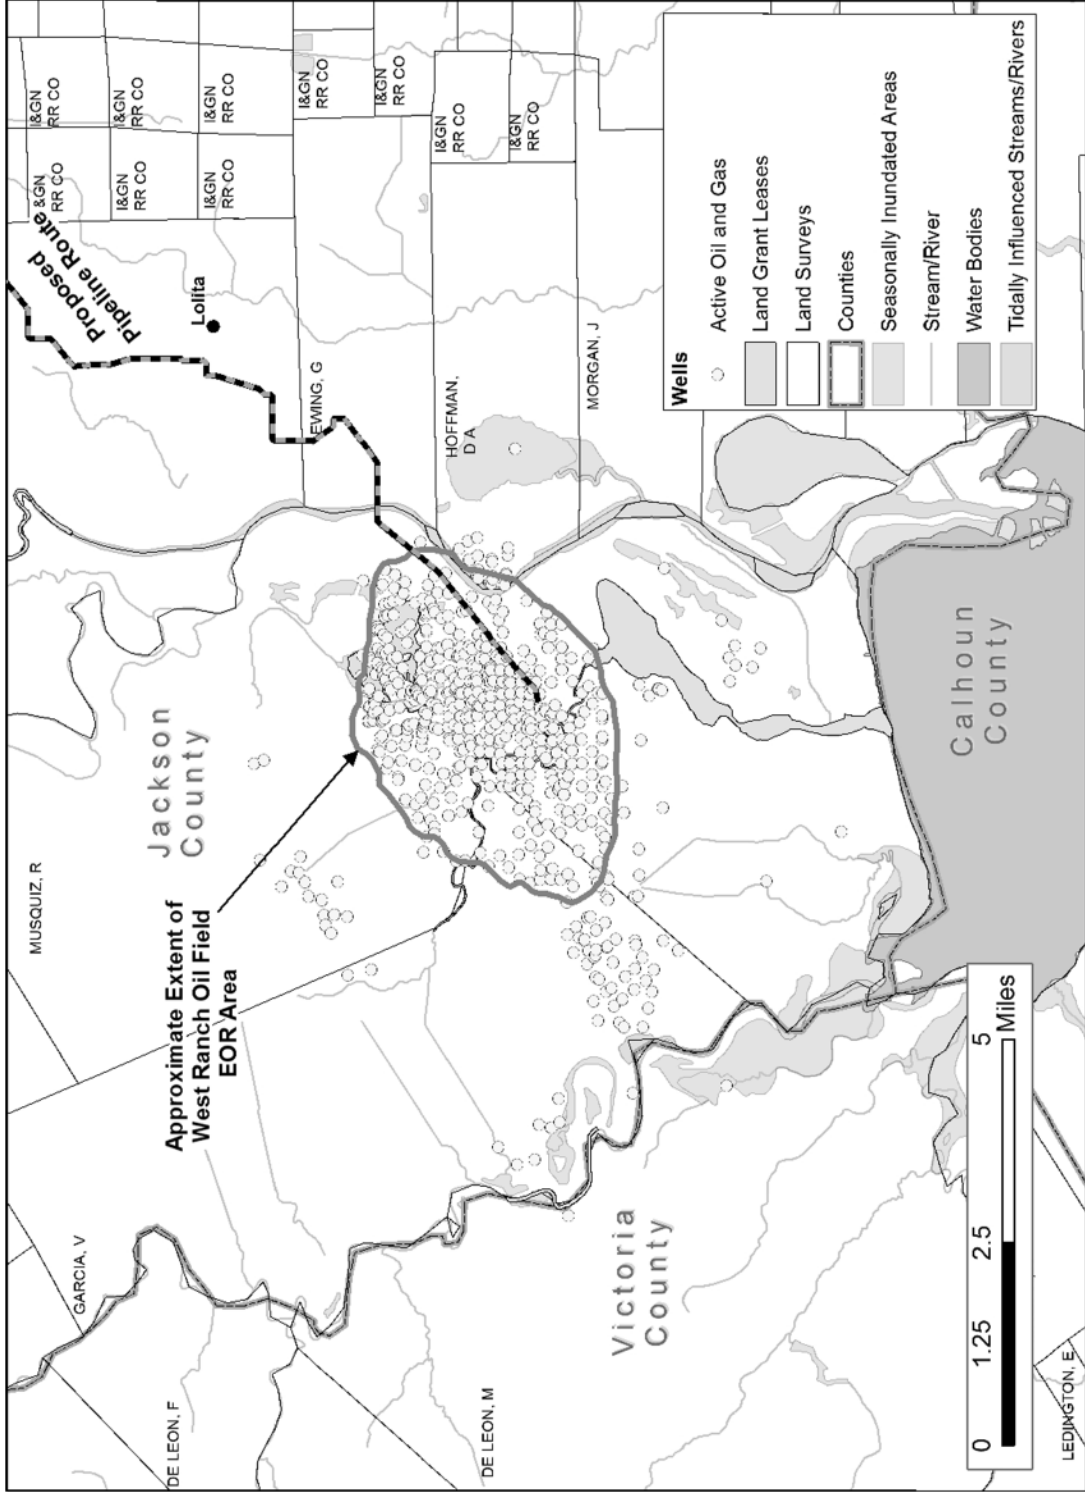 I&GN
RR CO
I&GN
RR CO
I&GN
RR CO
I&GN
RR CO
I&GN
RR CO
&GN
RR CO
I&GN
RR CO
I&GN
RR CO
I&GN
RR CO
I&GN
RR CO
Proposed
Pipeline Route
Lolita
EWING, G
HOFFMAN,
D A
MORGAN, J
MUSQUIZ, R
Jackson
County
Approximate Extent of
West Ranch Oil Field
EOR Area
GARCIA, V
DE LEON, F
DE LEON, M
Victoria
County
Calhoun
County
LEDINGTON, E
Wells
Active Oil and Gas
Land Grant Leases
Land Surveys
Counties
Seasonally Inundated Areas
Stream/River
Water Bodies
Tidally Influenced Streams/Rivers
0 1.25 2.5 5
Miles